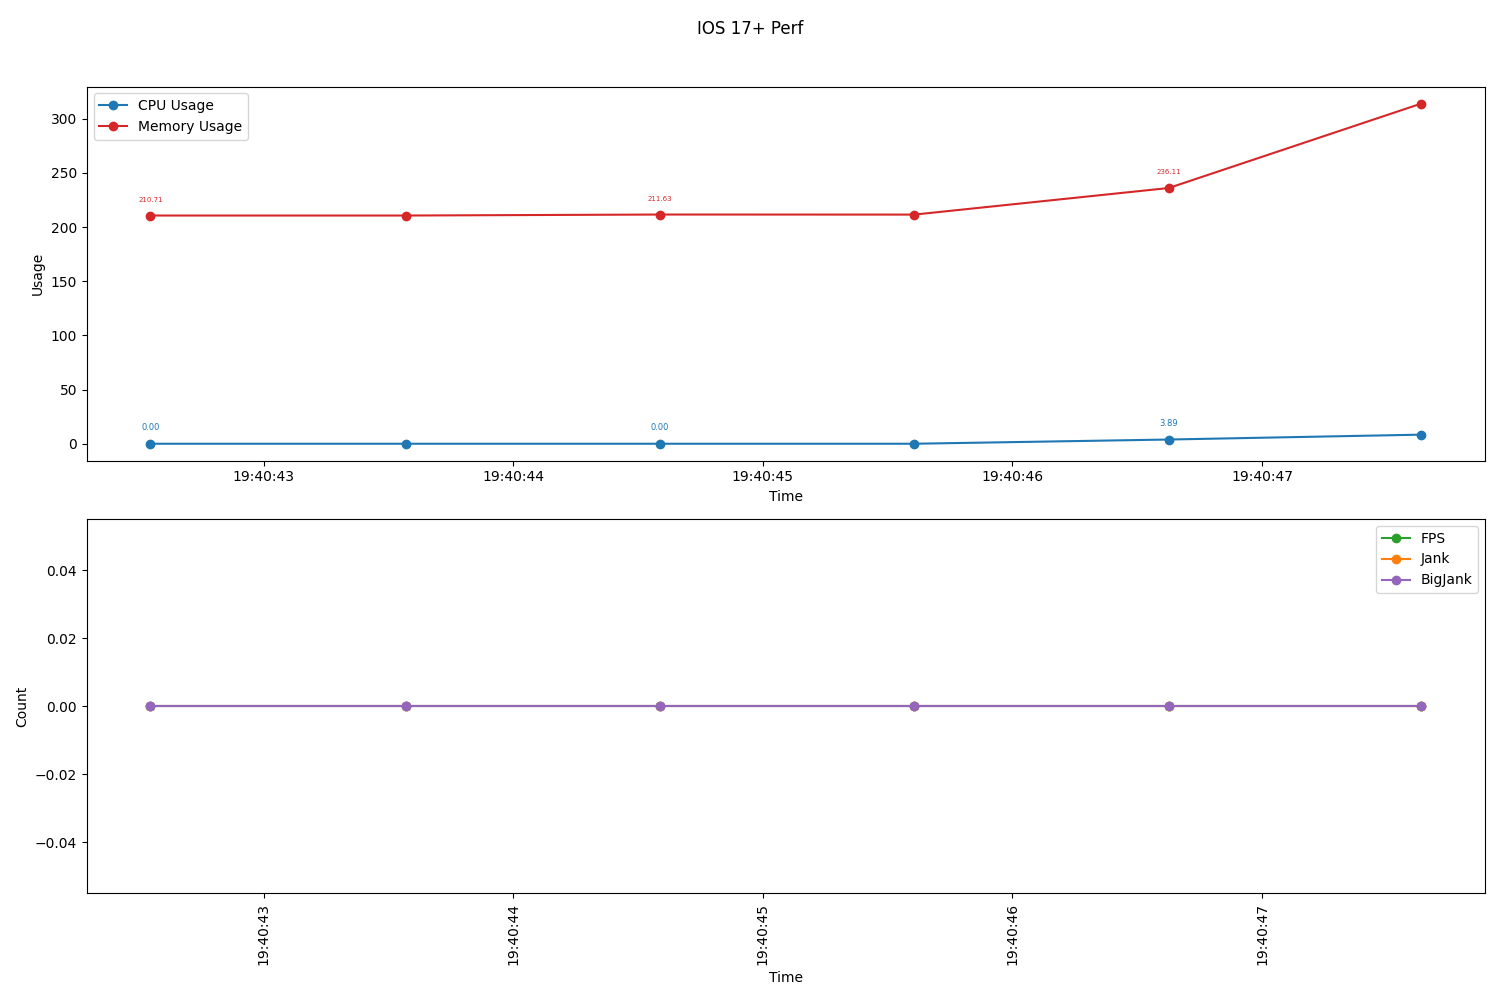 IOS 17+ Perf
CPU Usage
Memory Usage
300
250
200
150
100
50
0
Usage
210.71
211.63
236.11
0.00
0.00
3.89
19:40:43
19:40:44
19:40:45
19:40:46
19:40:47
Time
FPS
Jank
BigJank
0.04
0.02
0.00
−0.02
−0.04
Count
19:40:43
19:40:44
19:40:45
19:40:46
19:40:47
Time